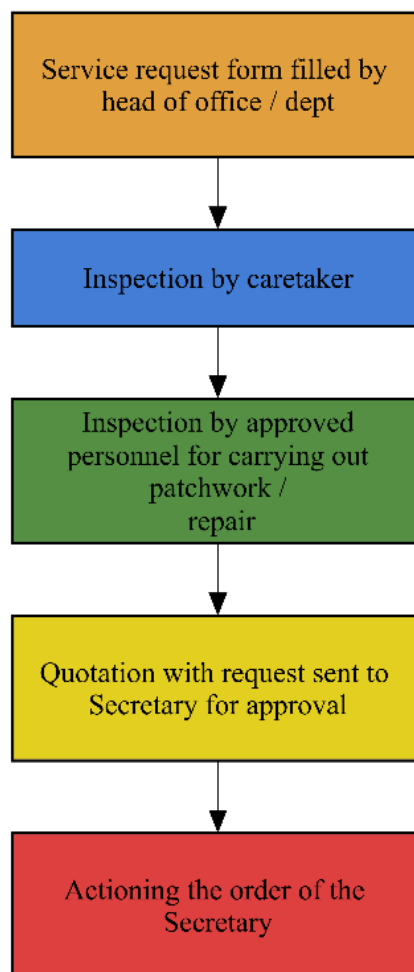 Service request form filled by
head of office / dept
Inspection by caretaker
Inspection by approved
personnel for carrying out
patchwork /
repair
Quotation with request sent to
Secretary for approval
Actioning the order of the
Secretary